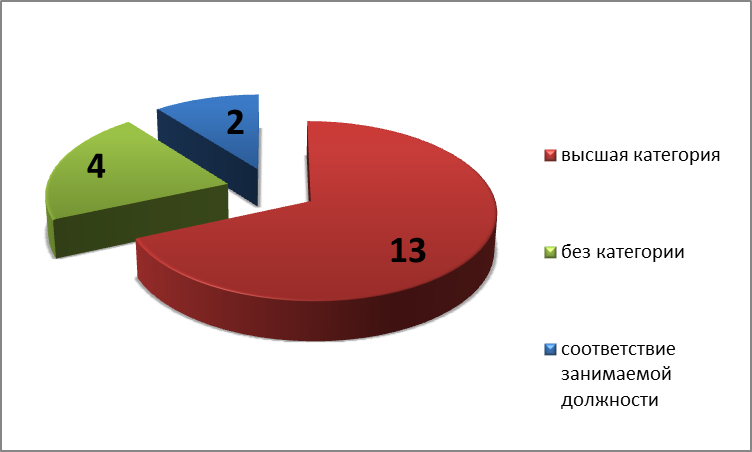 2
4
13
высшая категория
без категории
соответствие
занимаемой
должности